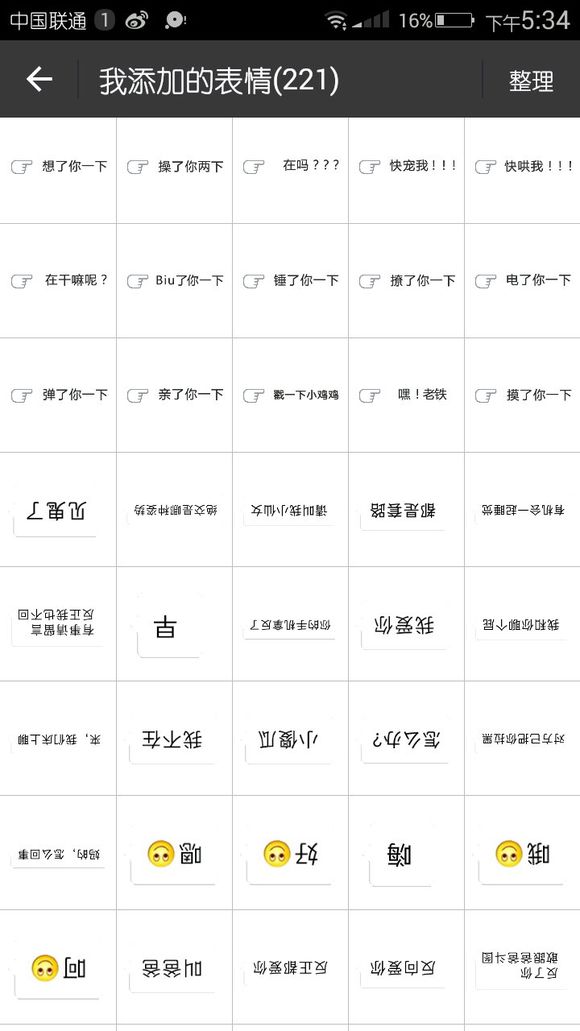 中国联通 1 16% 下午5:34
我添加的表情(221) 整理
想了你一下
操了你两下
在吗？？？
快宠我！！！
快哄我！！！
在干嘛呢？
Biu了你一下
锤了你一下
撩了你一下
电了你一下
弹了你一下
亲了你一下
戳一下小鸡鸡
嘿！老铁
摸了你一下
见鬼了
绝交是哪种姿势
请叫我小仙女
都是套路
有机会一起睡觉
有事请留言
反正我也不回
早
你的手机拿反了
我爱你
我和你聊个屁
来，我们床上聊
我不在
小傻瓜
怎么办?
对方已把你拉黑
妈的，怎么回事
嗯
好
嗨
哦
呵
叫爸爸
反正都爱你
反向爱你
反了你
敢跟爸爸斗图